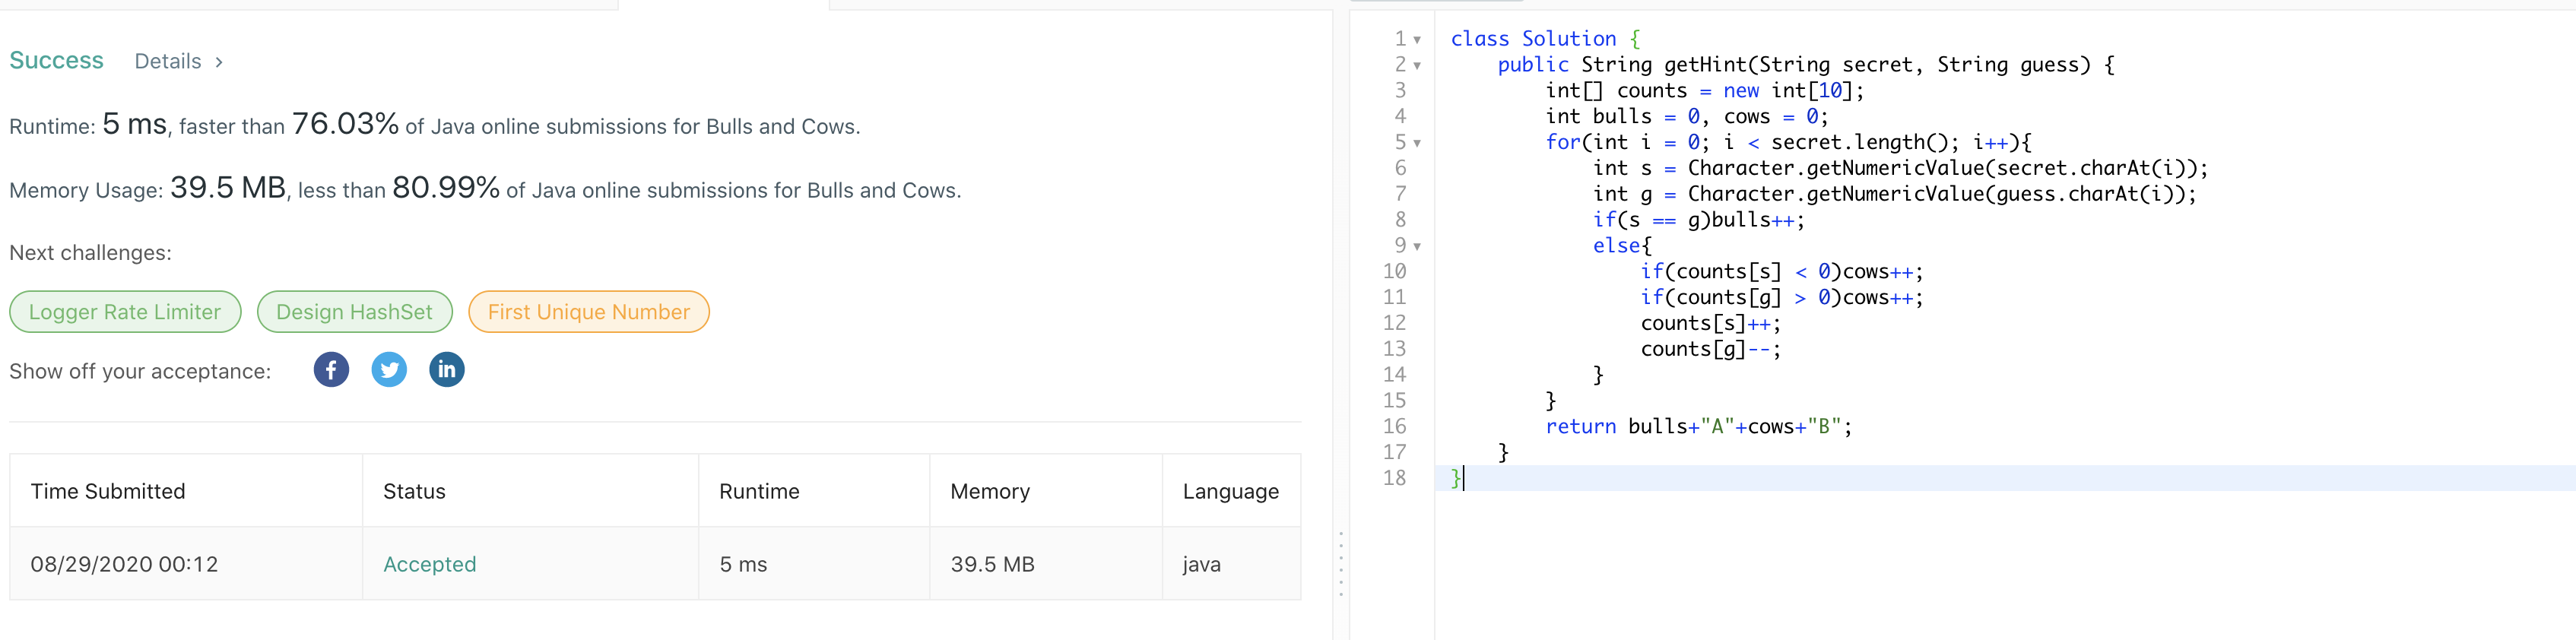 Success Details >
Runtime: 5 ms, faster than 76.03% of Java online submissions for Bulls and Cows.
Memory Usage: 39.5 MB, less than 80.99% of Java online submissions for Bulls and Cows.
Next challenges:
Logger Rate Limiter Design HashSet First Unique Number
Show off your acceptance: f in
Time Submitted Status Runtime Memory Language
08/29/2020 00:12 Accepted 5 ms 39.5 MB java
1 class Solution {
2 public String getHint(String secret, String guess) {
3 int[] counts = new int[10];
4 int bulls = 0, cows = 0;
5 for(int i = 0; i < secret.length(); i++){
6 int s = Character.getNumericValue(secret.charAt(i));
7 int g = Character.getNumericValue(guess.charAt(i));
8 if(s == g)bulls++;
9 else{
10 if(counts[s] < 0)cows++;
11 if(counts[g] > 0)cows++;
12 counts[s]++;
13 counts[g]--;
14 }
15 }
16 return bulls+"A"+cows+"B";
17 }
18 }